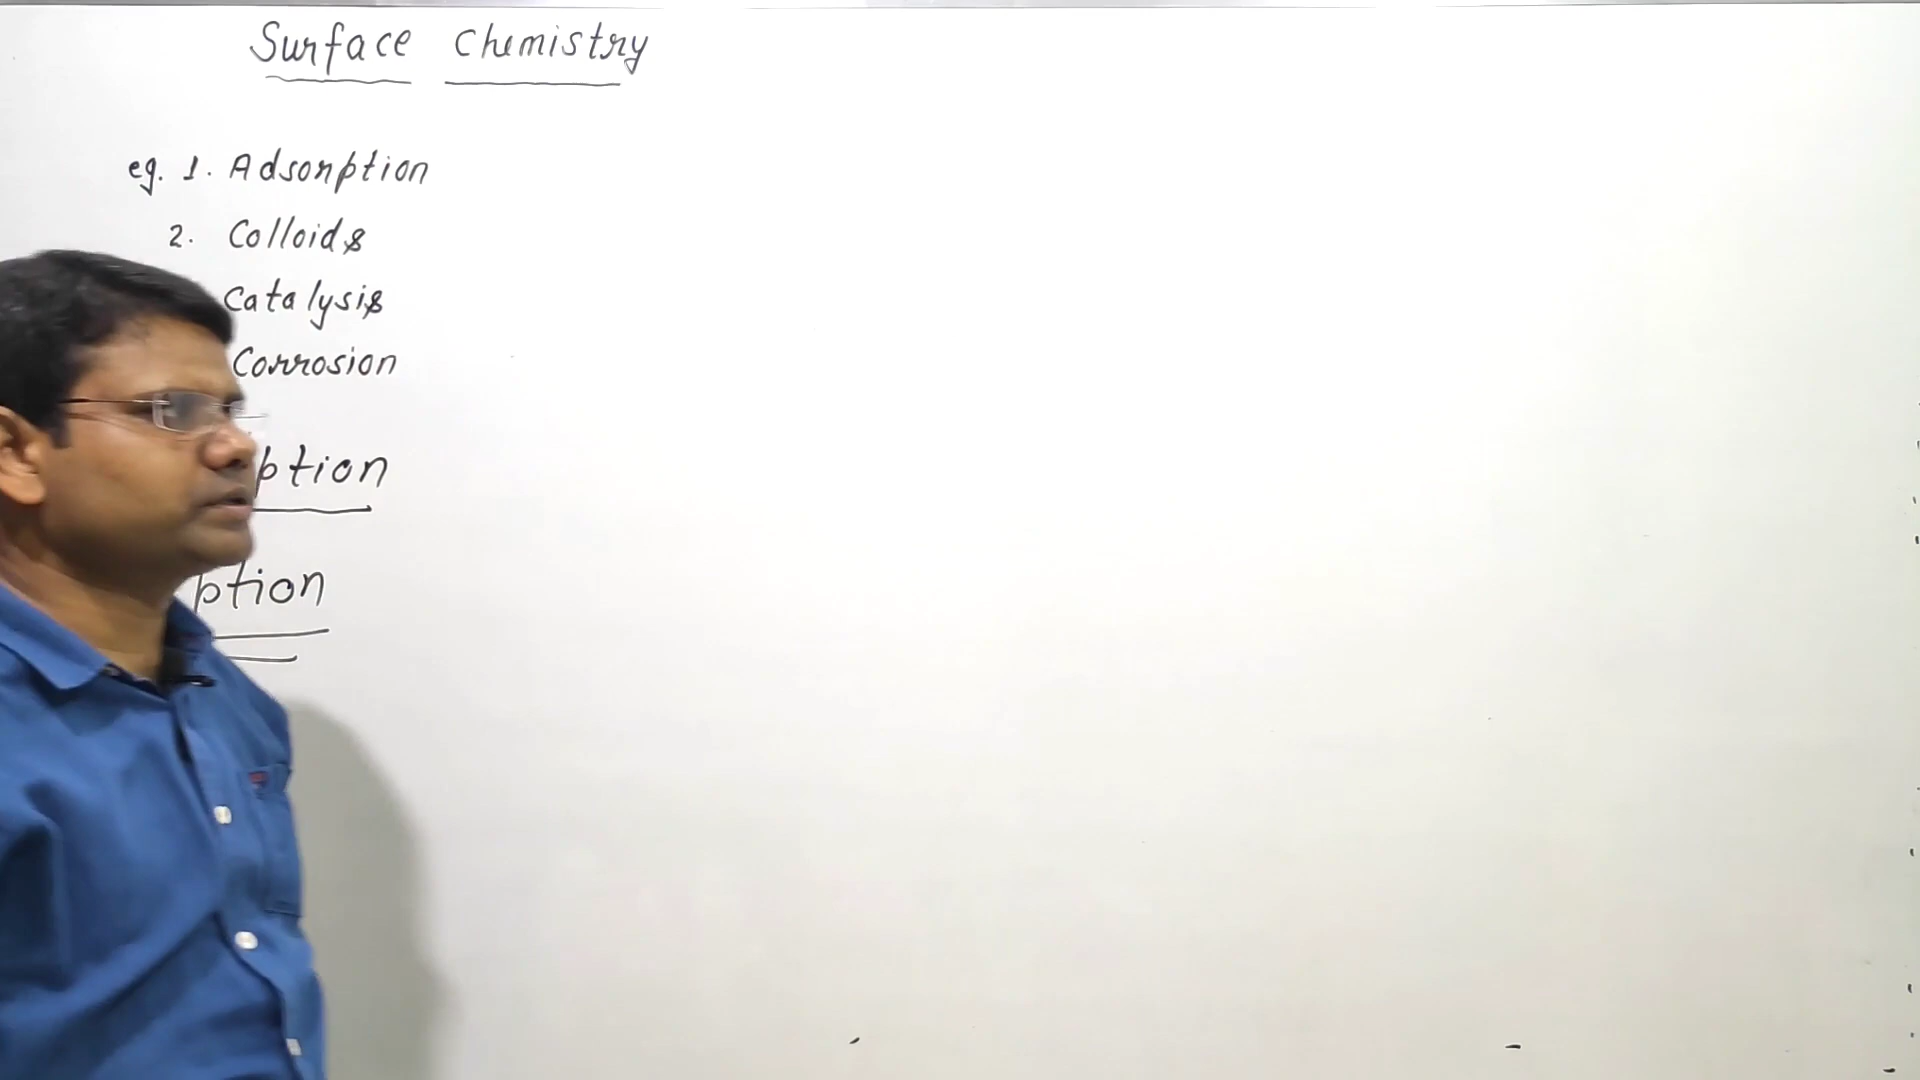 Surface Chemistry
eg. 1. Adsorption
2. Colloids
Catalysis
Corrosion
ption
ption